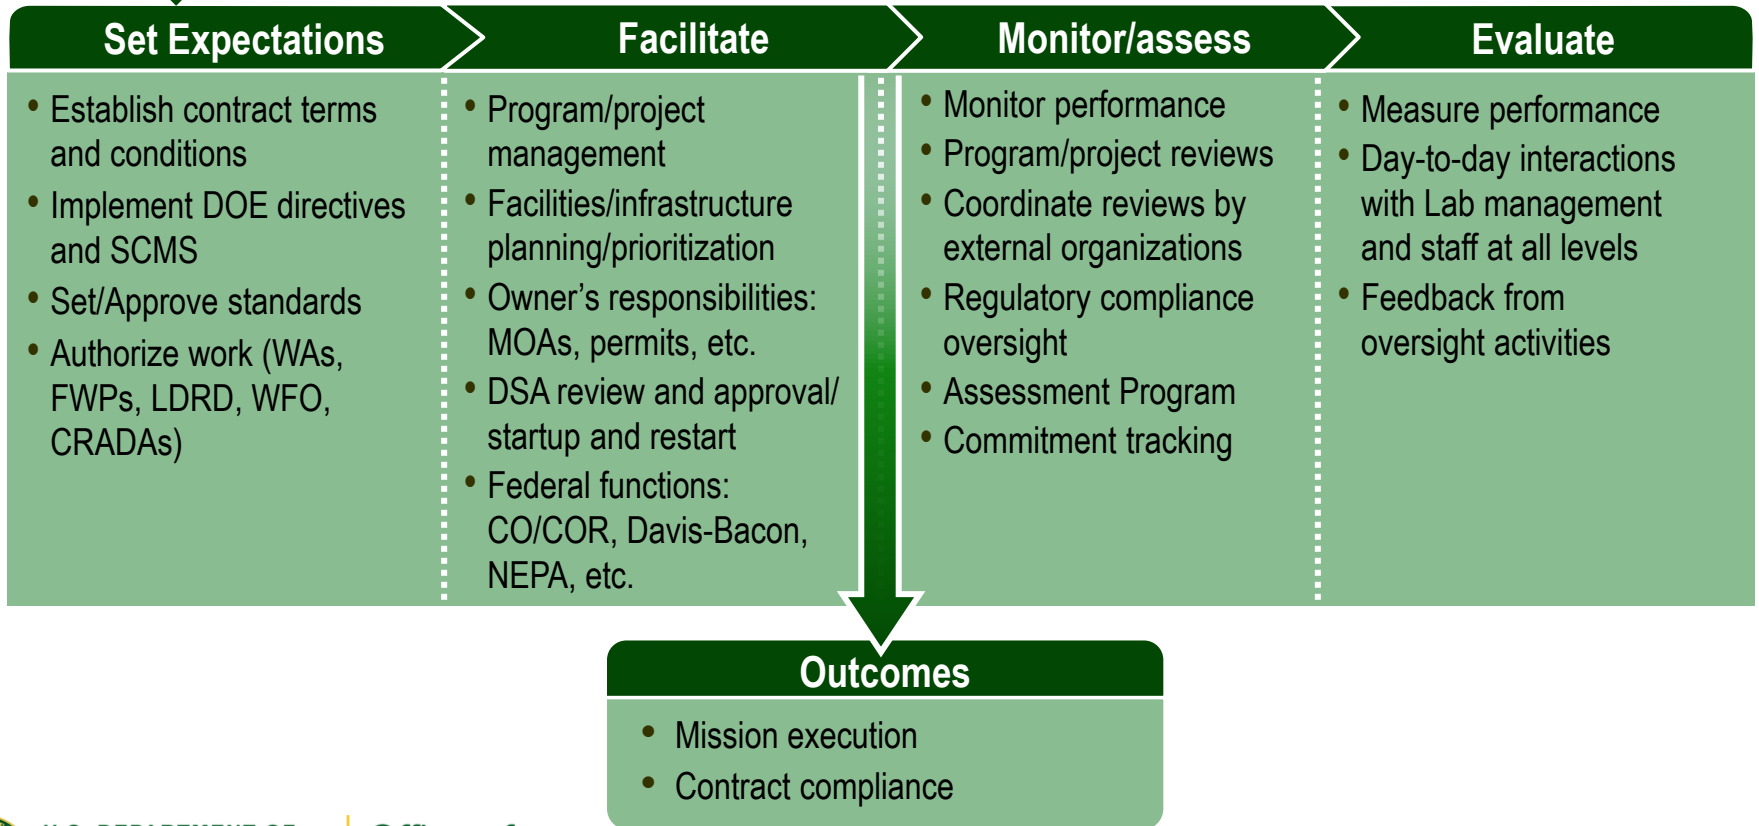 Set Expectations
Facilitate
Monitor/assess
Evaluate
• Establish contract terms
and conditions
• Implement DOE directives
and SCMS
• Set/Approve standards
• Authorize work (WAs,
FWPs, LDRD, WFO,
CRADAs)
• Program/project
management
• Facilities/infrastructure
planning/prioritization
• Owner’s responsibilities:
MOAs, permits, etc.
• DSA review and approval/
startup and restart
• Federal functions:
CO/COR, Davis-Bacon,
NEPA, etc.
• Monitor performance
• Program/project reviews
• Coordinate reviews by
external organizations
• Regulatory compliance
oversight
• Assessment Program
• Commitment tracking
• Measure performance
• Day-to-day interactions
with Lab management
and staff at all levels
• Feedback from
oversight activities
Outcomes
• Mission execution
• Contract compliance
U.S. DEPARTMENT OF